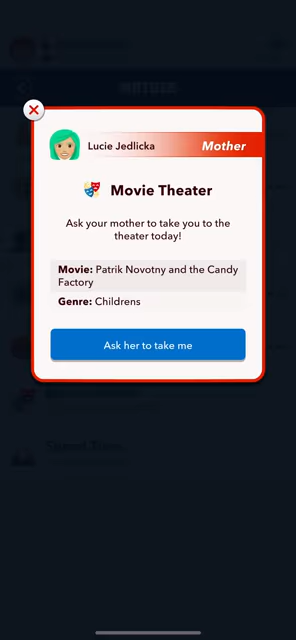 Lucie Jedlicka
Mother
Movie Theater
Ask your mother to take you to the
theater today!
Movie: Patrik Novotny and the Candy
Factory
Genre: Childrens
Ask her to take me